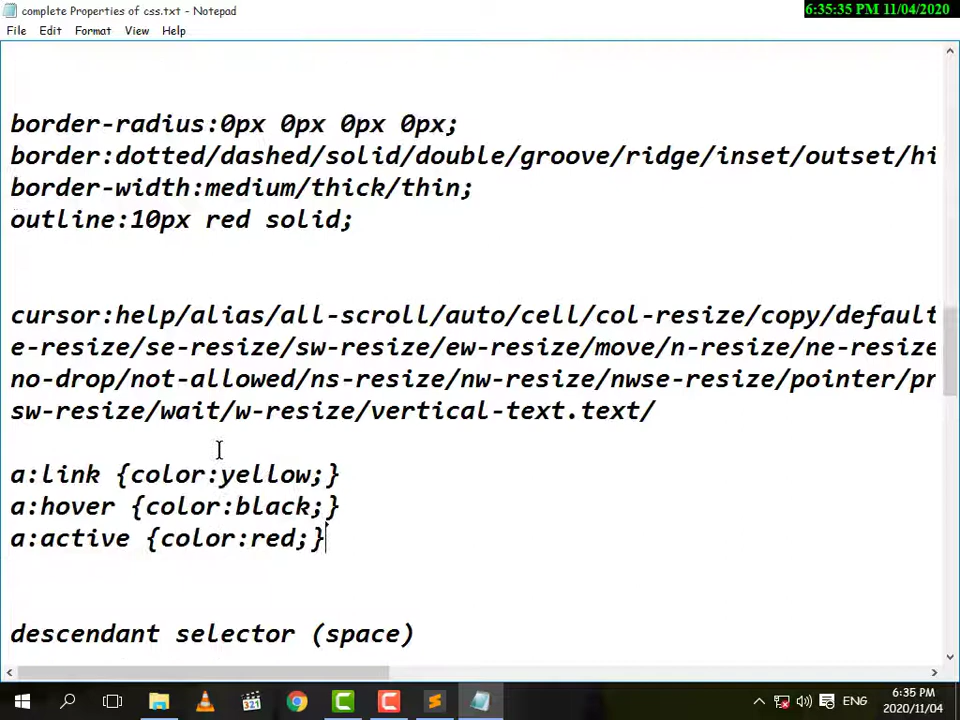 complete Properties of css.txt - Notepad
6:35:35 PM 11/04/2020
File Edit Format View Help
border-radius:0px 0px 0px 0px;
border:dotted/dashed/solid/double/groove/ridge/inset/outset/hi
border-width:medium/thick/thin;
outline:10px red solid;
cursor:help/alias/all-scroll/auto/cell/col-resize/copy/default
e-resize/se-resize/sw-resize/ew-resize/move/n-resize/ne-resize
no-drop/not-allowed/ns-resize/nw-resize/nwse-resize/pointer/pr
sw-resize/wait/w-resize/vertical-text.text/
a:link {color:yellow;}
a:hover {color:black;}
a:active {color:red;}
descendant selector (space)
321
ENG
6:35 PM
2020/11/04